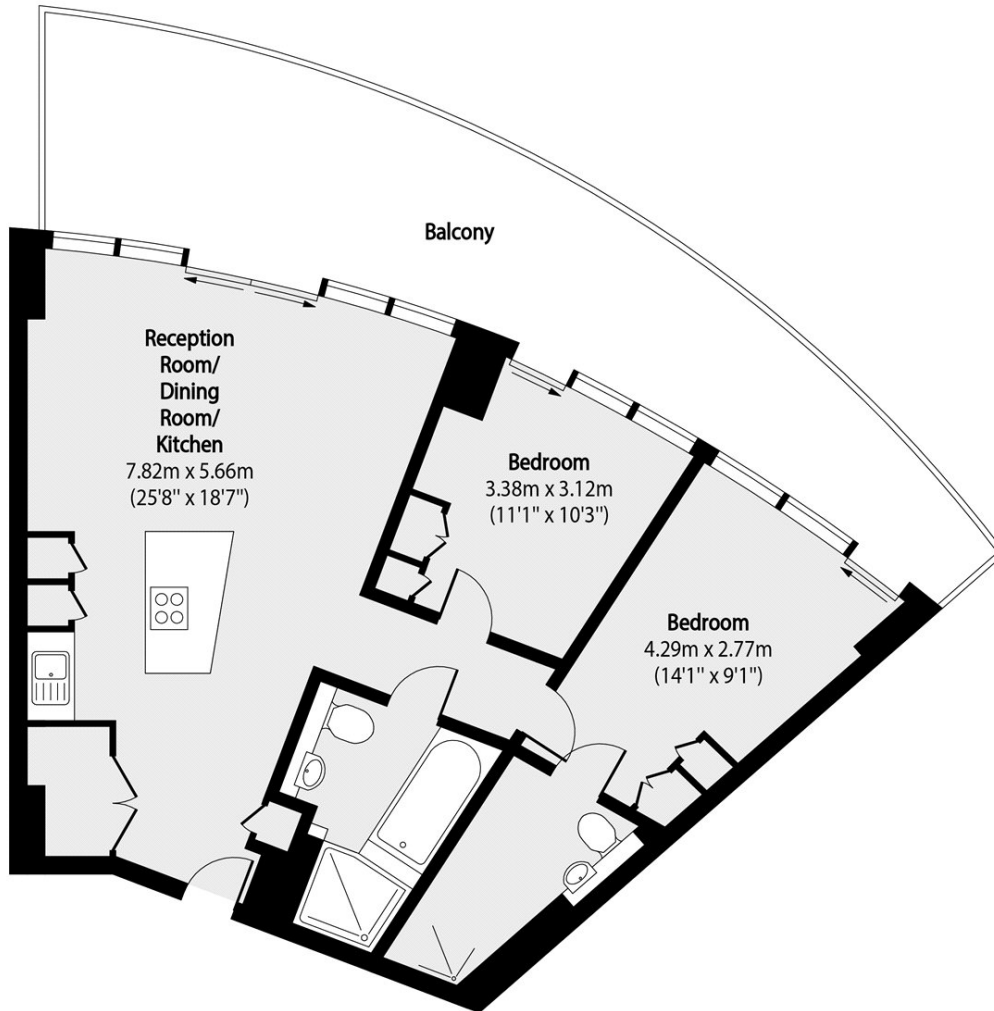 Balcony
Reception
Room/
Dining
Room/
Kitchen
7.82m x 5.66m
(25'8" x 18'7")
Bedroom
3.38m x 3.12m
(11'1" x 10'3")
Bedroom
4.29m x 2.77m
(14'1" x 9'1")